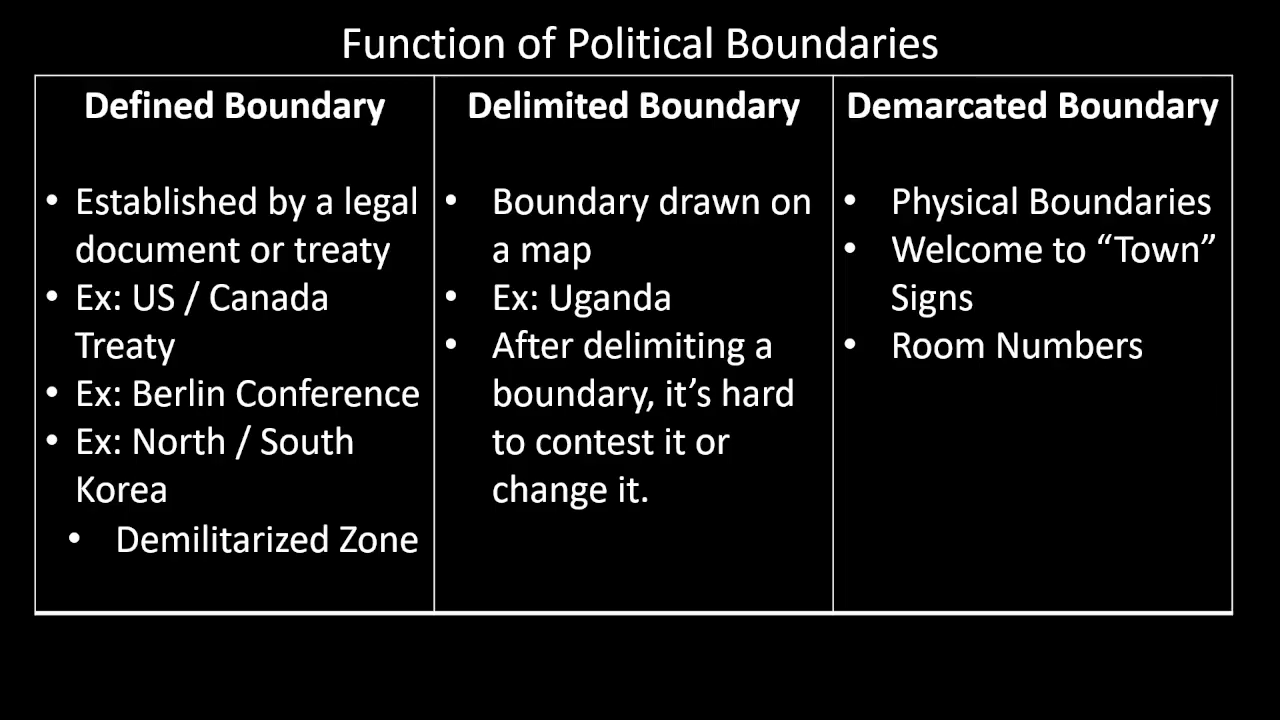 Function of Political Boundaries
Defined Boundary
• Established by a legal
document or treaty
• Ex: US / Canada
Treaty
• Ex: Berlin Conference
• Ex: North / South
Korea
• Demilitarized Zone
Delimited Boundary
• Boundary drawn on
a map
• Ex: Uganda
• After delimiting a
boundary, it’s hard
to contest it or
change it.
Demarcated Boundary
• Physical Boundaries
• Welcome to “Town”
Signs
• Room Numbers